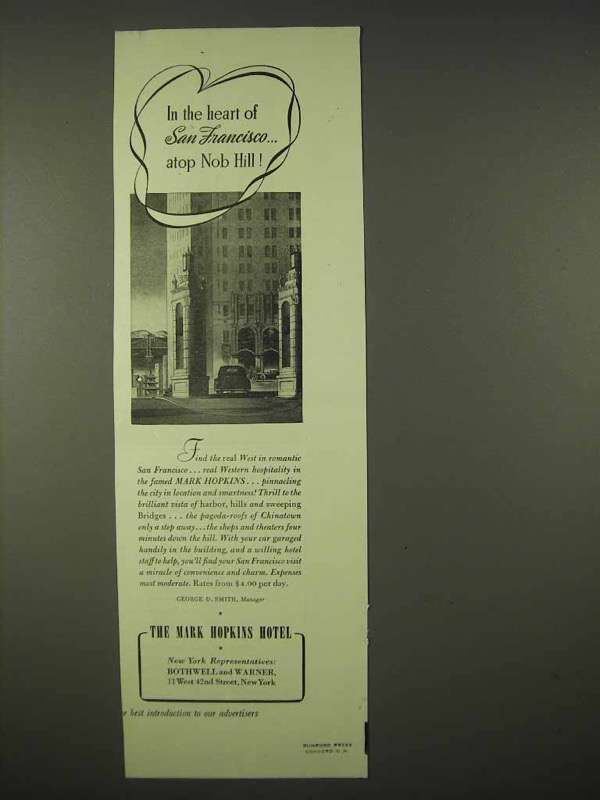 In the heart of
San Francisco...
atop Nob Hill!
Find the real West in romantic
San Francisco... real Western hospitality in
the famed MARK HOPKINS... pinnacling
the city in location and smartness! Thrill to the
brilliant vista of harbor, hills and sweeping
Bridges... the pagoda-roofs of Chinatown
only a step away... the shops and theaters four
minutes down the hill. With your car garaged
handily in the building, and a willing hotel
staff to help, you'll find your San Francisco visit
a miracle of convenience and charm. Expenses
most moderate. Rates from $4.00 per day.
GEORGE D. SMITH, Manager
THE MARK HOPKINS HOTEL
New York Representatives:
BOTHWELL and WARNER,
11 West 42nd Street, New York
r best introduction to our advertisers
RUMFORD PRESS
CONCORD N. H.